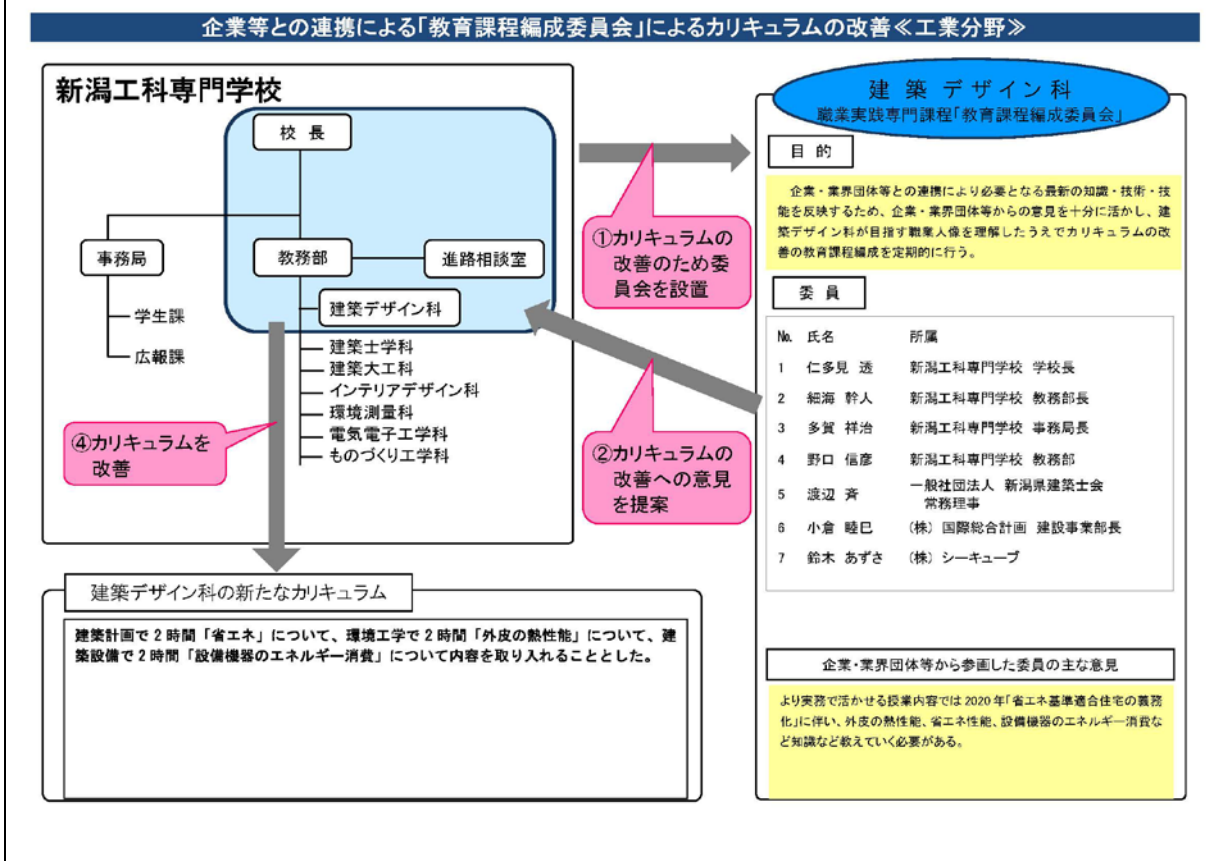 企業等との連携による｢教育課程編成委員会｣によるカリキュラムの改善≪工業分野≫
新潟工科専門学校
校 長
事務局
教務部
進路相談室
学生課
広報課
建築デザイン科
建築士学科
建築大工科
インテリアデザイン科
環境測量科
電気電子工学科
ものづくり工学科
①カリキュラムの
改善のため委
員会を設置
②カリキュラムの
改善への意見
を提案
④カリキュラムを
改善
建築デザイン科の新たなカリキュラム
建築計画で2時間「省エネ」について、環境工学で2時間「外皮の熱性能」について、建
築設備で2時間「設備機器のエネルギー消費」について内容を取り入れることとした。
建 築 デ ザ イ ン 科
職業実践専門課程｢教育課程編成委員会｣
目 的
企業・業界団体等との連携により必要となる最新の知識・技術・技
能を反映するため、企業・業界団体等からの意見を十分に活かし、建
築デザイン科が目指す職業人像を理解したうえでカリキュラムの改
善の教育課程編成を定期的に行う。
委 員
No. 氏名 所属
1 仁多見 透 新潟工科専門学校 学校長
2 細海 幹人 新潟工科専門学校 教務部長
3 多賀 祥治 新潟工科専門学校 事務局長
4 野口 信彦 新潟工科専門学校 教務部
5 渡辺 斉 一般社団法人 新潟県建築士会
常務理事
6 小倉 睦巳 (株) 国際総合計画 建設事業部長
7 鈴木 あずさ (株) シーキューブ
企業・業界団体等から参画した委員の主な意見
より実務で活かせる授業内容では2020年｢省エネ基準適合住宅の義務
化｣に伴い、外皮の熱性能、省エネ性能、設備機器のエネルギー消費な
ど知識など教えていく必要がある。